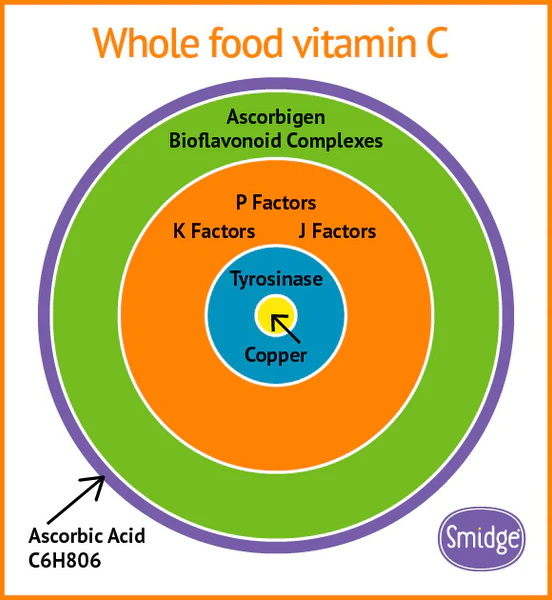 Whole food vitamin C
Ascorbigen
Bioflavonoid Complexes
P Factors
K Factors
J Factors
Tyrosinase
Copper
Ascorbic Acid
C6H806
Smidge®